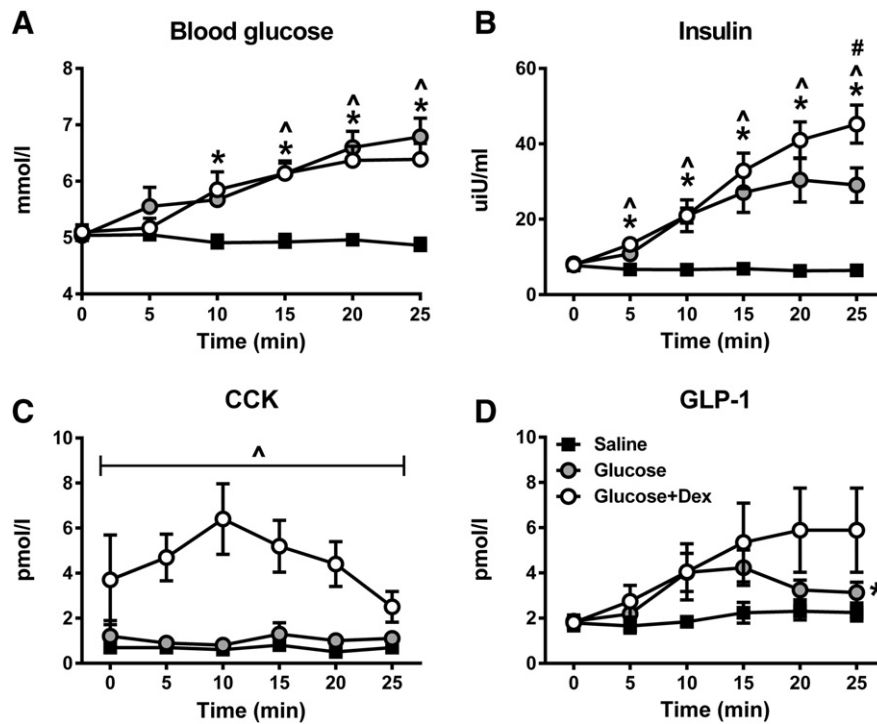 A
Blood glucose
mmol/l
8
7
6
5
4
*
^
*
^
*
^
*
0 5 10 15 20 25
Time (min)
B
Insulin
uiU/ml
60
40
20
0
^
*
^
*
^
*
^
*
#
^
*
0 5 10 15 20 25
Time (min)
C
CCK
pmol/l
10
8
6
4
2
0
^
0 5 10 15 20 25
Time (min)
D
GLP-1
pmol/l
10
8
6
4
2
0
Saline
Glucose
Glucose+Dex
*
0 5 10 15 20 25
Time (min)